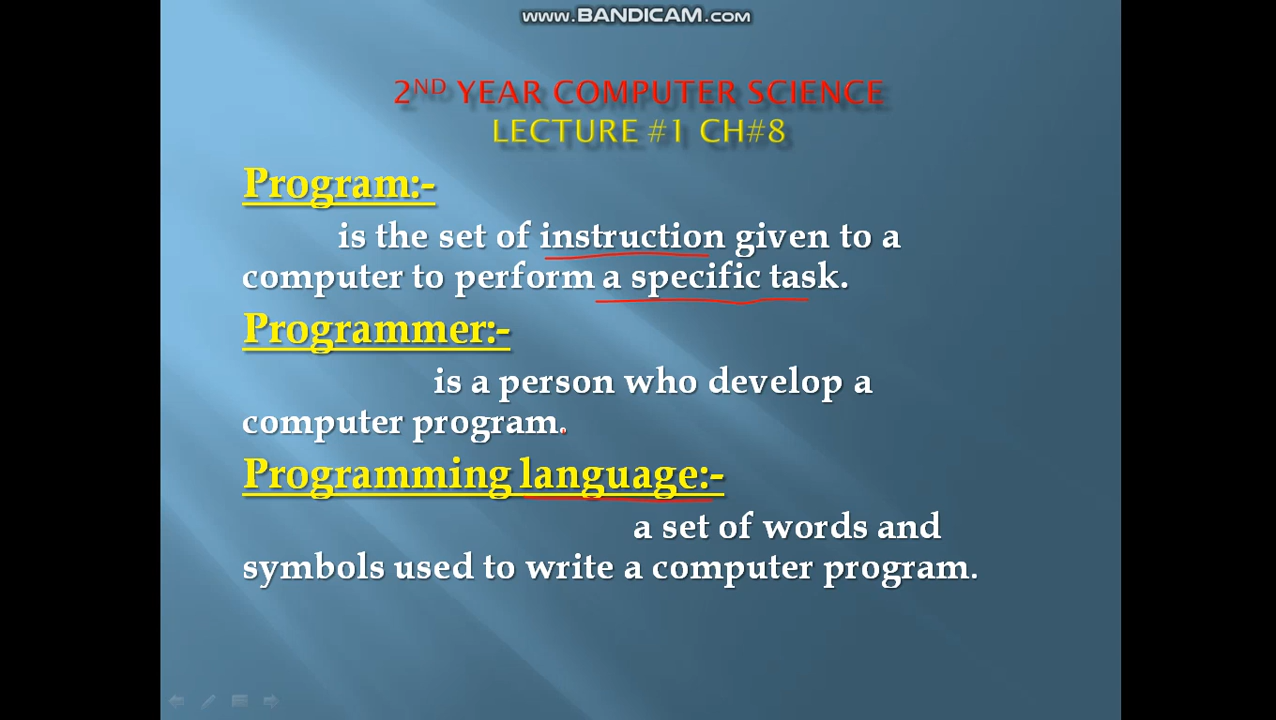 www.BANDICAM.com
2ND YEAR COMPUTER SCIENCE
LECTURE #1 CH#8
Program:-
is the set of instruction given to a
computer to perform a specific task.
Programmer:-
is a person who develop a
computer program.
Programming language:-
a set of words and
symbols used to write a computer program.